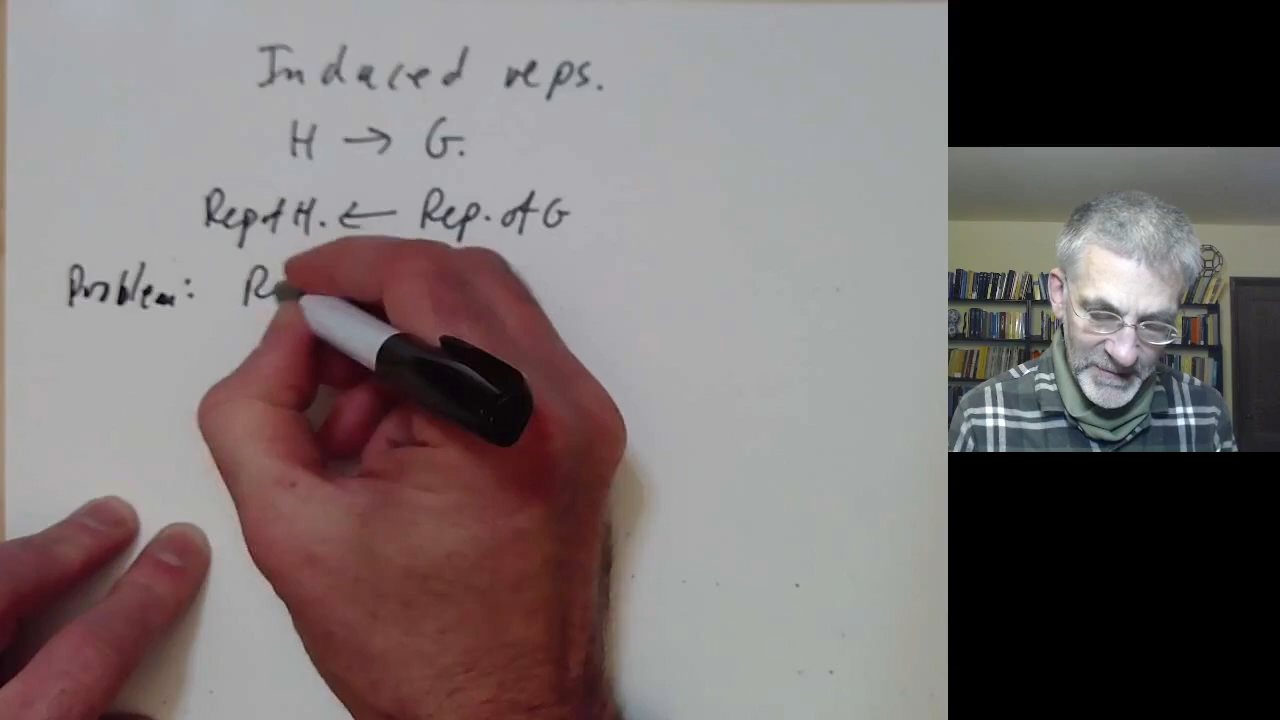 Induced reps.
H → G.
Rep of H. ← Rep. of G
Problem: R